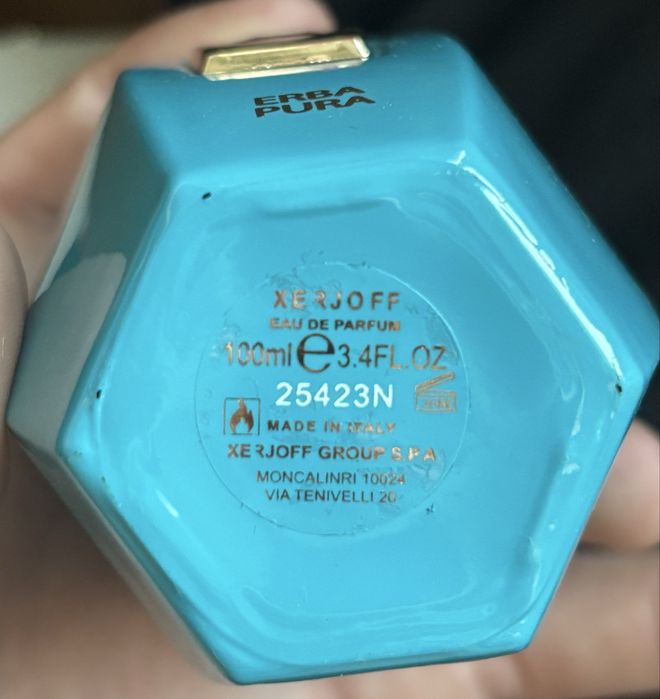 ERBA
PURA
XERJOFF
EAU DE PARFUM
100ml e 3.4FL.OZ
25423N
MADE IN ITALY
XERJOFF GROUP S.P.A
MONCALINRI 10024
VIA TENIVELLI 20